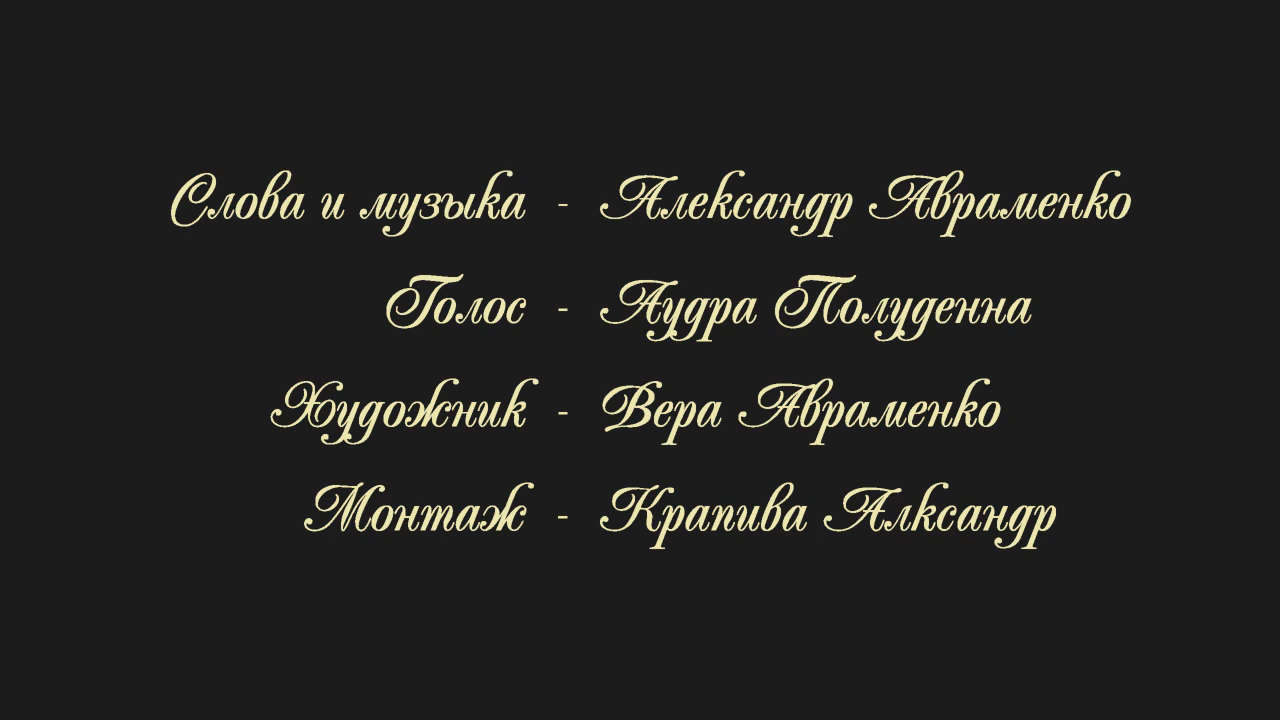 Слова и музыка - Александр Авраменко
Голос - Аудра Полуденна
Художник - Вера Авраменко
Монтаж - Крапива Алксандр